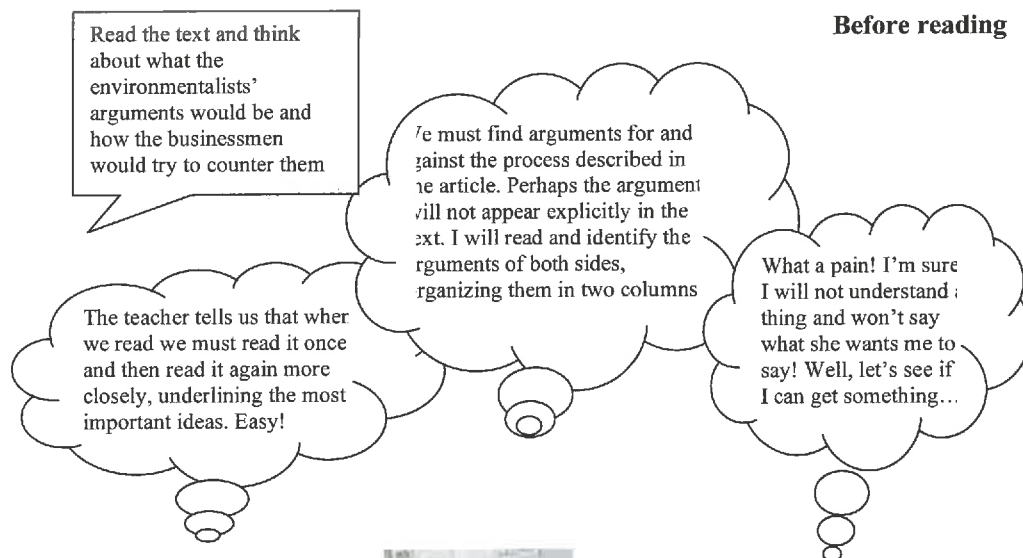 Before reading
Read the text and think
about what the
environmentalists'
arguments would be and
how the businessmen
would try to counter them
e must find arguments for and
gainst the process described in
e article. Perhaps the argument
ill not appear explicitly in the
xt. I will read and identify the
rguments of both sides,
rganizing them in two columns
What a pain! I'm sure
I will not understand a
thing and won't say
what she wants me to
say! Well, let's see if
I can get something…
The teacher tells us that when
we read we must read it once
and then read it again more
closely, underlining the most
important ideas. Easy!